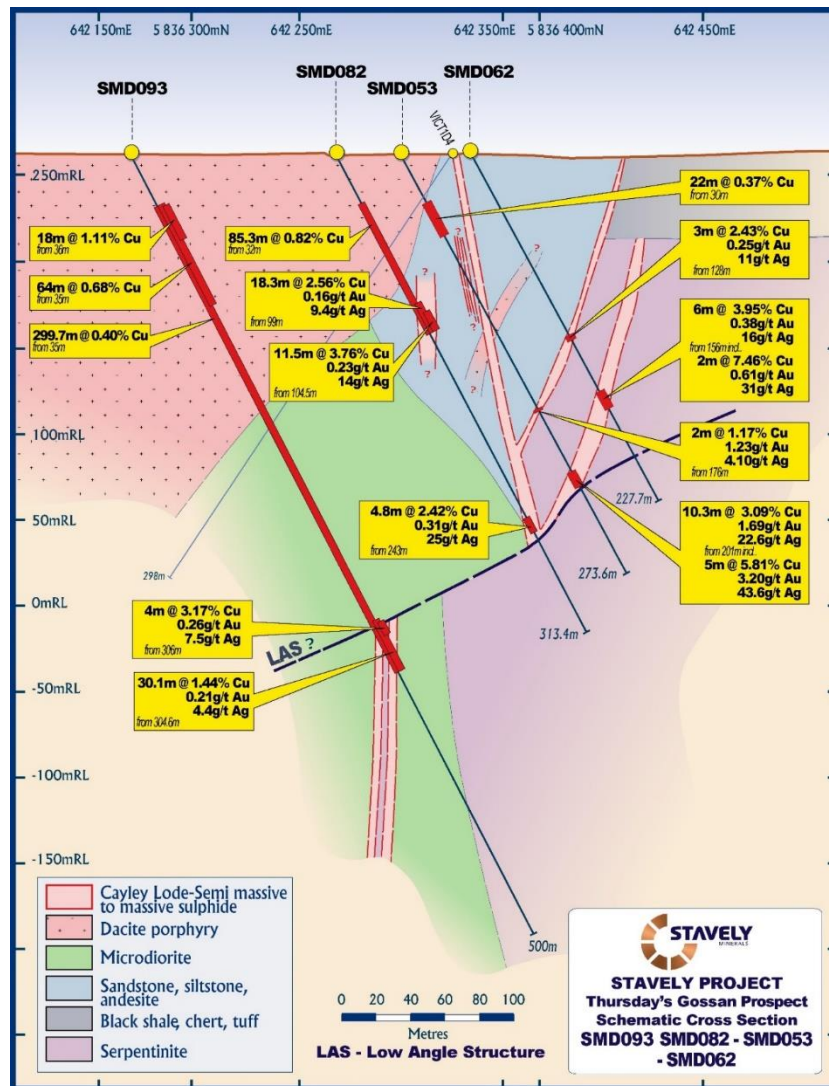 642 150mE 5 836 300mN 642 250mE 642 350mE 5 836 400mN 642 450mE
SMD093
SMD082
SMD053
SMD062
VICT1D4
250mRL
100mRL
50mRL
0mRL
-50mRL
-100mRL
-150mRL
18m @ 1.11% Cu
from 36m
64m @ 0.68% Cu
from 35m
299.7m @ 0.40% Cu
from 35m
85.3m @ 0.82% Cu
from 32m
18.3m @ 2.56% Cu
0.16g/t Au
9.4g/t Ag
from 99m
11.5m @ 3.76% Cu
0.23g/t Au
14g/t Ag
from 104.5m
22m @ 0.37% Cu
from 30m
3m @ 2.43% Cu
0.25g/t Au
11g/t Ag
from 128m
6m @ 3.95% Cu
0.38g/t Au
16g/t Ag
from 156m incl.
2m @ 7.46% Cu
0.61g/t Au
31g/t Ag
2m @ 1.17% Cu
1.23g/t Au
4.10g/t Ag
from 176m
10.3m @ 3.09% Cu
1.69g/t Au
22.6g/t Ag
from 201m incl.
5m @ 5.81% Cu
3.20g/t Au
43.6g/t Ag
4.8m @ 2.42% Cu
0.31g/t Au
25g/t Ag
from 243m
4m @ 3.17% Cu
0.26g/t Au
7.5g/t Ag
from 306m
30.1m @ 1.44% Cu
0.21g/t Au
4.4g/t Ag
from 304.6m
?
?
?
?
?
?
298m
227.7m
273.6m
313.4m
500m
LAS ?
Cayley Lode-Semi massive
to massive sulphide
Dacite porphyry
Microdiorite
Sandstone, siltstone,
andesite
Black shale, chert, tuff
Serpentinite
0 20 40 60 80 100
Metres
LAS - Low Angle Structure
STAVELY
MINERALS
STAVELY PROJECT
Thursday's Gossan Prospect
Schematic Cross Section
SMD093 SMD082 - SMD053
- SMD062